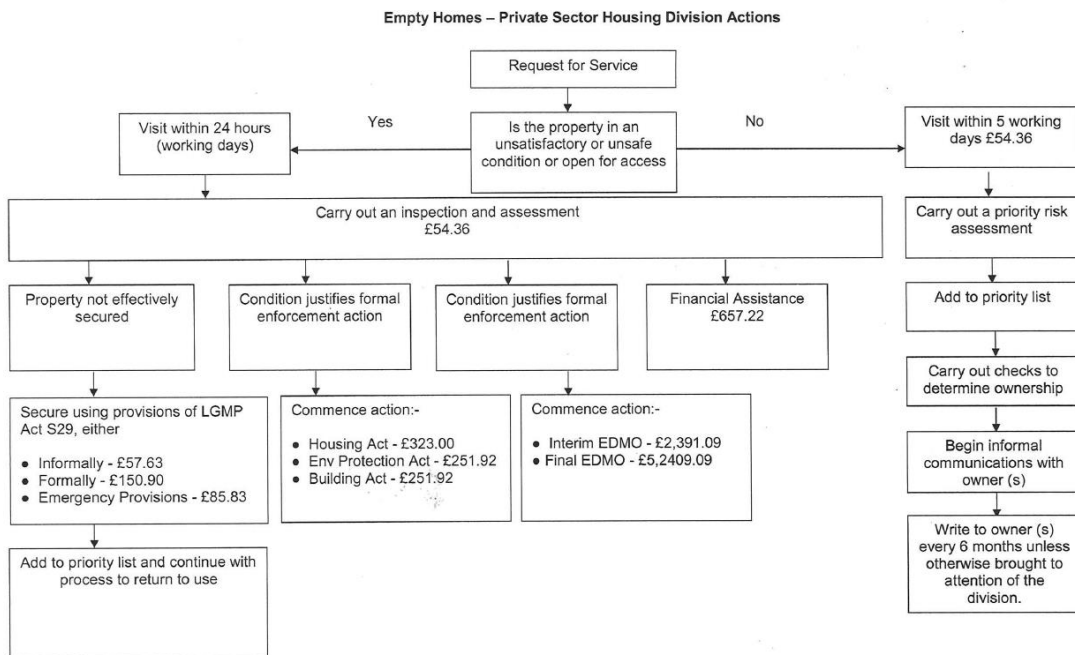 Empty Homes – Private Sector Housing Division Actions
Request for Service
Visit within 24 hours
(working days)
Yes
Is the property in an
unsatisfactory or unsafe
condition or open for access
No
Visit within 5 working
days £54.36
Carry out an inspection and assessment
£54.36
Carry out a priority risk
assessment
Property not effectively
secured
Condition justifies formal
enforcement action
Condition justifies formal
enforcement action
Financial Assistance
£657.22
Add to priority list
Carry out checks to
determine ownership
Secure using provisions of LGMP
Act S29, either
● Informally - £57.63
● Formally - £150.90
● Emergency Provisions - £85.83
Commence action:-
● Housing Act - £323.00
● Env Protection Act - £251.92
● Building Act - £251.92
Commence action:-
● Interim EDMO - £2,391.09
● Final EDMO - £5,2409.09
Begin informal
communications with
owner (s)
Add to priority list and continue with
process to return to use
Write to owner (s)
every 6 months unless
otherwise brought to
attention of the
division.